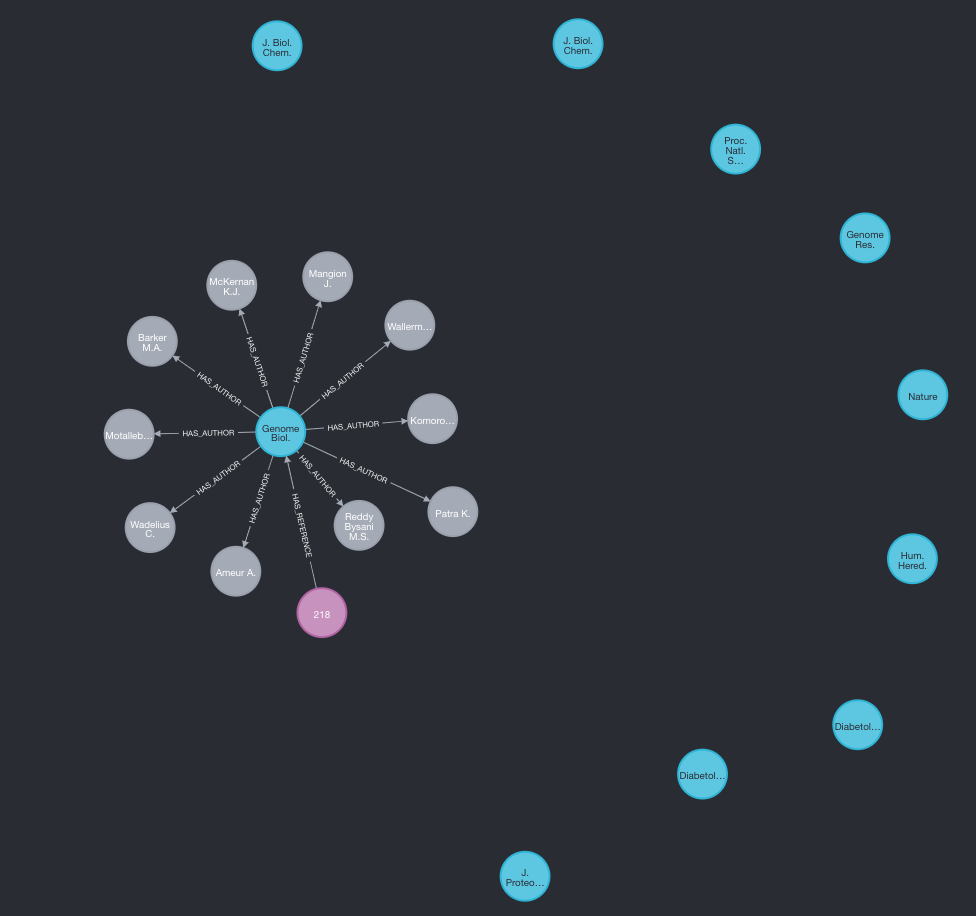 J. Biol.
Chem.
J. Biol.
Chem.
Proc.
Natl.
S…
Genome
Res.
McKernan
K.J.
Mangion
J.
Wallerm…
Barker
M.A.
HAS_AUTHOR
HAS_AUTHOR
HAS_AUTHOR
HAS_AUTHOR
Nature
Motalleb…
HAS_AUTHOR
Genome
Biol.
HAS_AUTHOR
Komoro…
HAS_AUTHOR
HAS_AUTHOR
HAS_AUTHOR
HAS_AUTHOR
HAS_REFERENCE
Wadelius
C.
Reddy
Bysani
M.S.
Patra K.
Ameur A.
218
Hum.
Hered.
Diabetol…
Diabetol…
J.
Proteo…